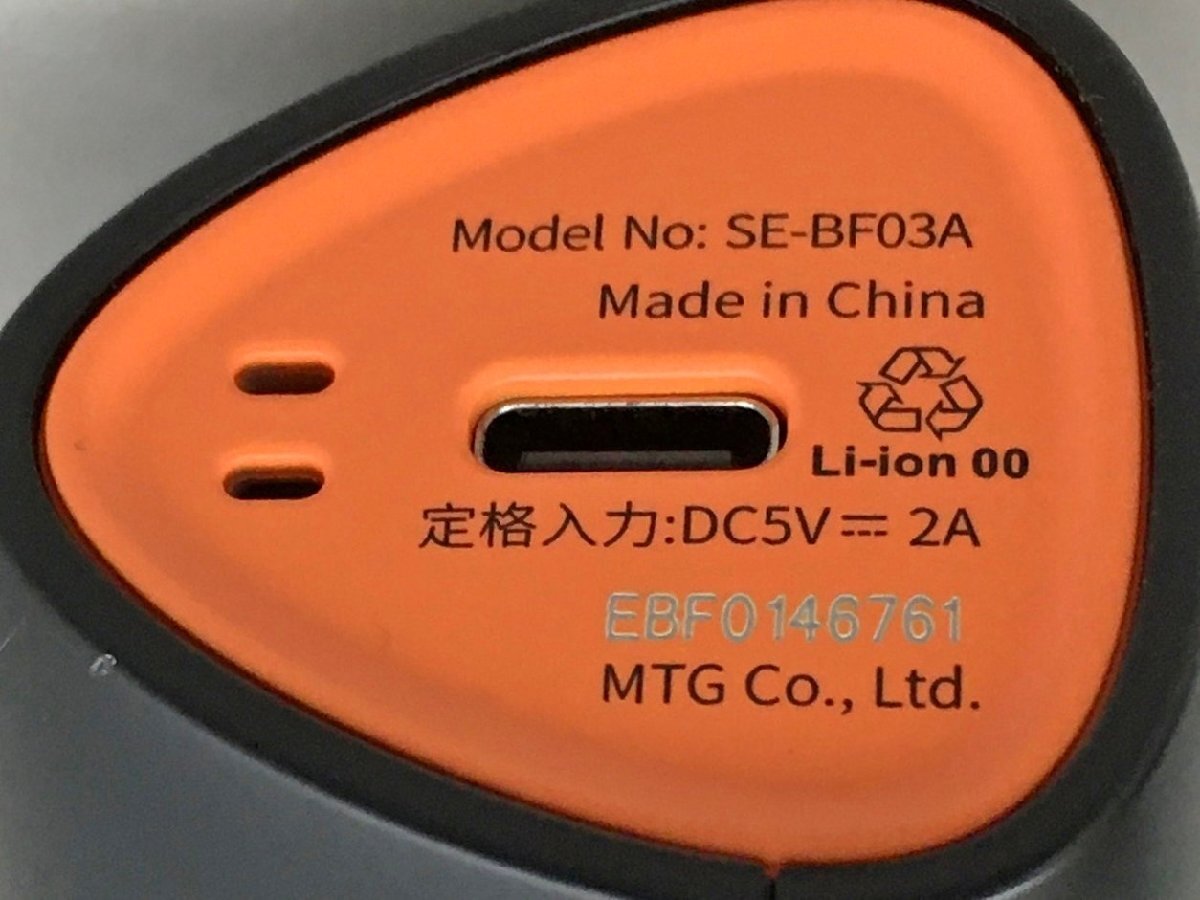 Model No: SE-BF03A
Made in China
Li-ion 00
定格入力:DC5V⎓ 2A
EBF0146761
MTG Co., Ltd.